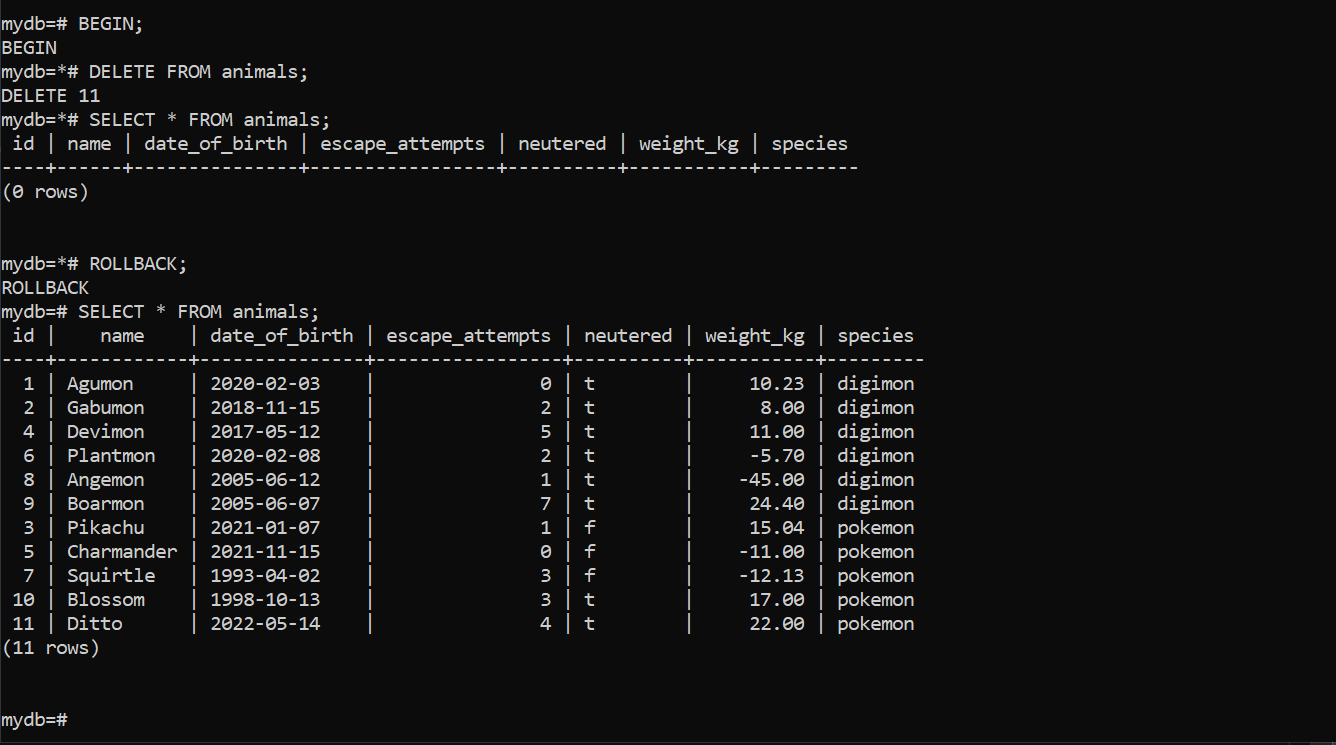 mydb=# BEGIN;
BEGIN
mydb=*# DELETE FROM animals;
DELETE 11
mydb=*# SELECT * FROM animals;
 id | name | date_of_birth | escape_attempts | neutered | weight_kg | species
----+------+---------------+-----------------+----------+-----------+---------
(0 rows)
mydb=*# ROLLBACK;
ROLLBACK
mydb=# SELECT * FROM animals;
 id |    name    | date_of_birth | escape_attempts | neutered | weight_kg | species
----+------------+---------------+-----------------+----------+-----------+---------
  1 | Agumon     | 2020-02-03    |               0 | t        |     10.23 | digimon
  2 | Gabumon    | 2018-11-15    |               2 | t        |      8.00 | digimon
  4 | Devimon    | 2017-05-12    |               5 | t        |     11.00 | digimon
  6 | Plantmon   | 2020-02-08    |               2 | t        |     -5.70 | digimon
  8 | Angemon    | 2005-06-12    |               1 | t        |    -45.00 | digimon
  9 | Boarmon    | 2005-06-07    |               7 | t        |     24.40 | digimon
  3 | Pikachu    | 2021-01-07    |               1 | f        |     15.04 | pokemon
  5 | Charmander | 2021-11-15    |               0 | f        |    -11.00 | pokemon
  7 | Squirtle   | 1993-04-02    |               3 | f        |    -12.13 | pokemon
 10 | Blossom    | 1998-10-13    |               3 | t        |     17.00 | pokemon
 11 | Ditto      | 2022-05-14    |               4 | t        |     22.00 | pokemon
(11 rows)
mydb=#